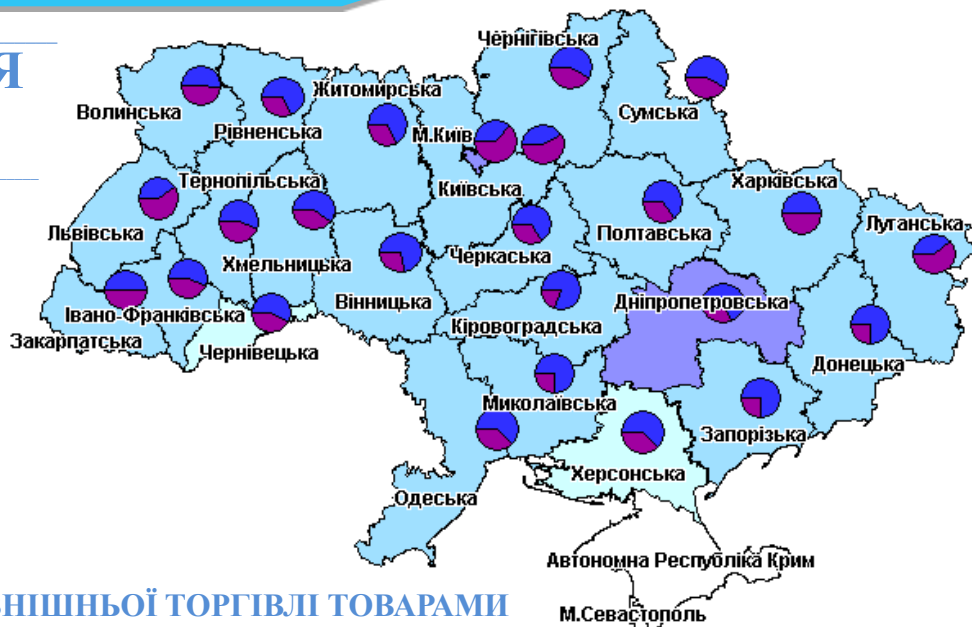 Я
Чернігівська
Житомирська
Волинська
Рівненська
Сумська
М.Київ
Київська
Тернопільська
Харківська
Львівська
Хмельницька
Черкаська
Полтавська
Луганська
Івано-Франківська
Вінницька
Кіровоградська
Дніпропетровська
Закарпатська
Чернівецька
Донецька
Миколаївська
Запорізька
Херсонська
Одеська
Автономна Республіка Крим
ВНІШНЬОЇ ТОРГІВЛІ ТОВАРАМИ
М.Севастополь